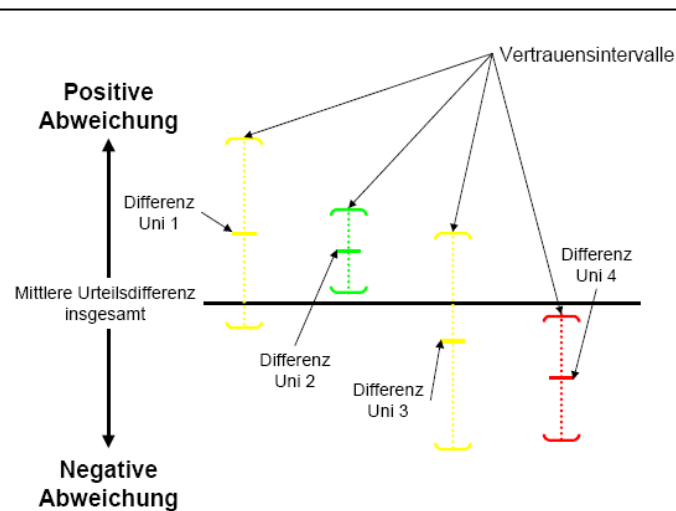 Vertrauensintervalle
Positive
Abweichung
Differenz
Uni 1
Differenz
Uni 4
Mittlere Urteilsdifferenz
insgesamt
Differenz
Uni 2
Differenz
Uni 3
Negative
Abweichung